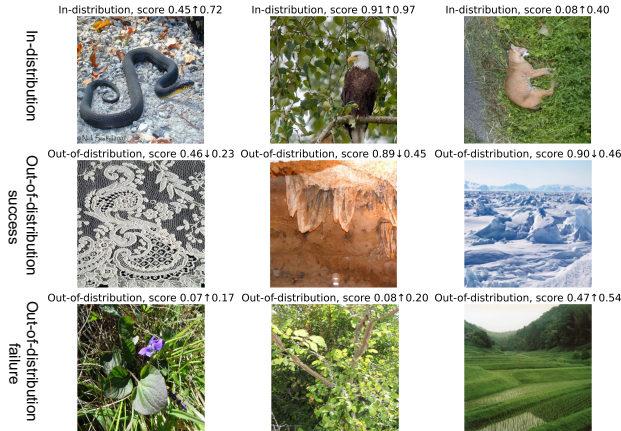 In-distribution, score 0.45↑0.72
In-distribution, score 0.91↑0.97
In-distribution, score 0.08↑0.40
In-distribution
Out-of-distribution, score 0.46↓0.23
Out-of-distribution, score 0.89↓0.45
Out-of-distribution, score 0.90↓0.46
Out-of-distribution
success
Out-of-distribution, score 0.07↑0.17
Out-of-distribution, score 0.08↑0.20
Out-of-distribution, score 0.47↑0.54
Out-of-distribution
failure